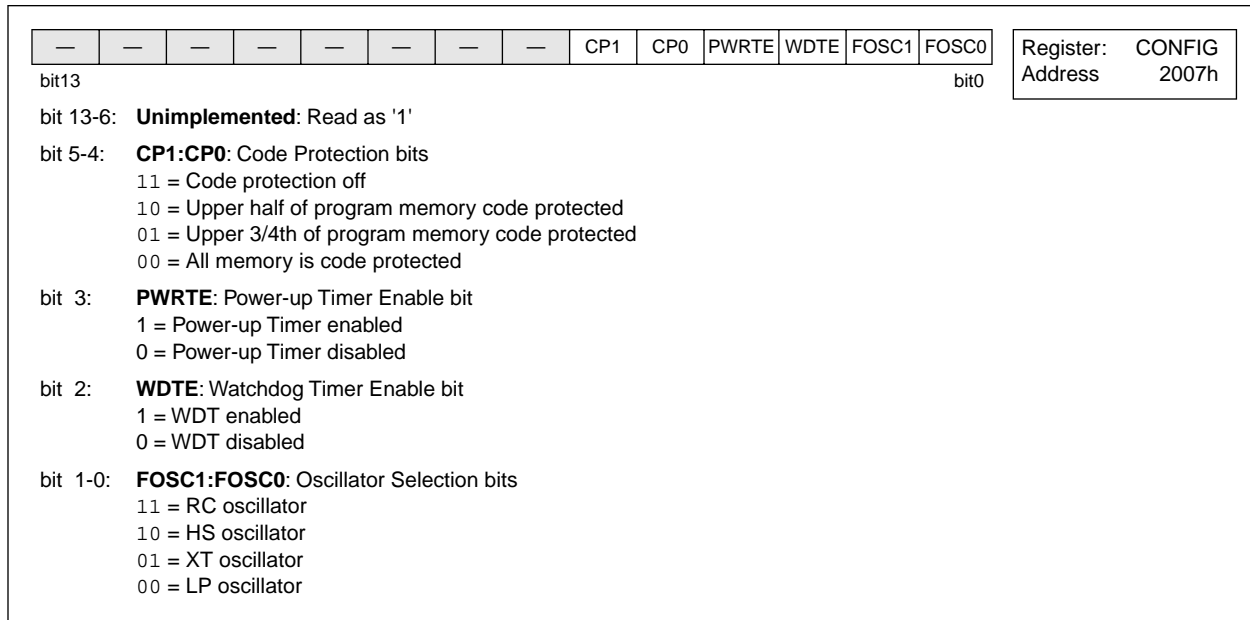 — — — — — — — — CP1 CP0 PWRTE WDTE FOSC1 FOSC0
bit13 bit0
Register: CONFIG
Address 2007h
bit 13-6: Unimplemented: Read as '1'
bit 5-4: CP1:CP0: Code Protection bits
11 = Code protection off
10 = Upper half of program memory code protected
01 = Upper 3/4th of program memory code protected
00 = All memory is code protected
bit 3: PWRTE: Power-up Timer Enable bit
1 = Power-up Timer enabled
0 = Power-up Timer disabled
bit 2: WDTE: Watchdog Timer Enable bit
1 = WDT enabled
0 = WDT disabled
bit 1-0: FOSC1:FOSC0: Oscillator Selection bits
11 = RC oscillator
10 = HS oscillator
01 = XT oscillator
00 = LP oscillator